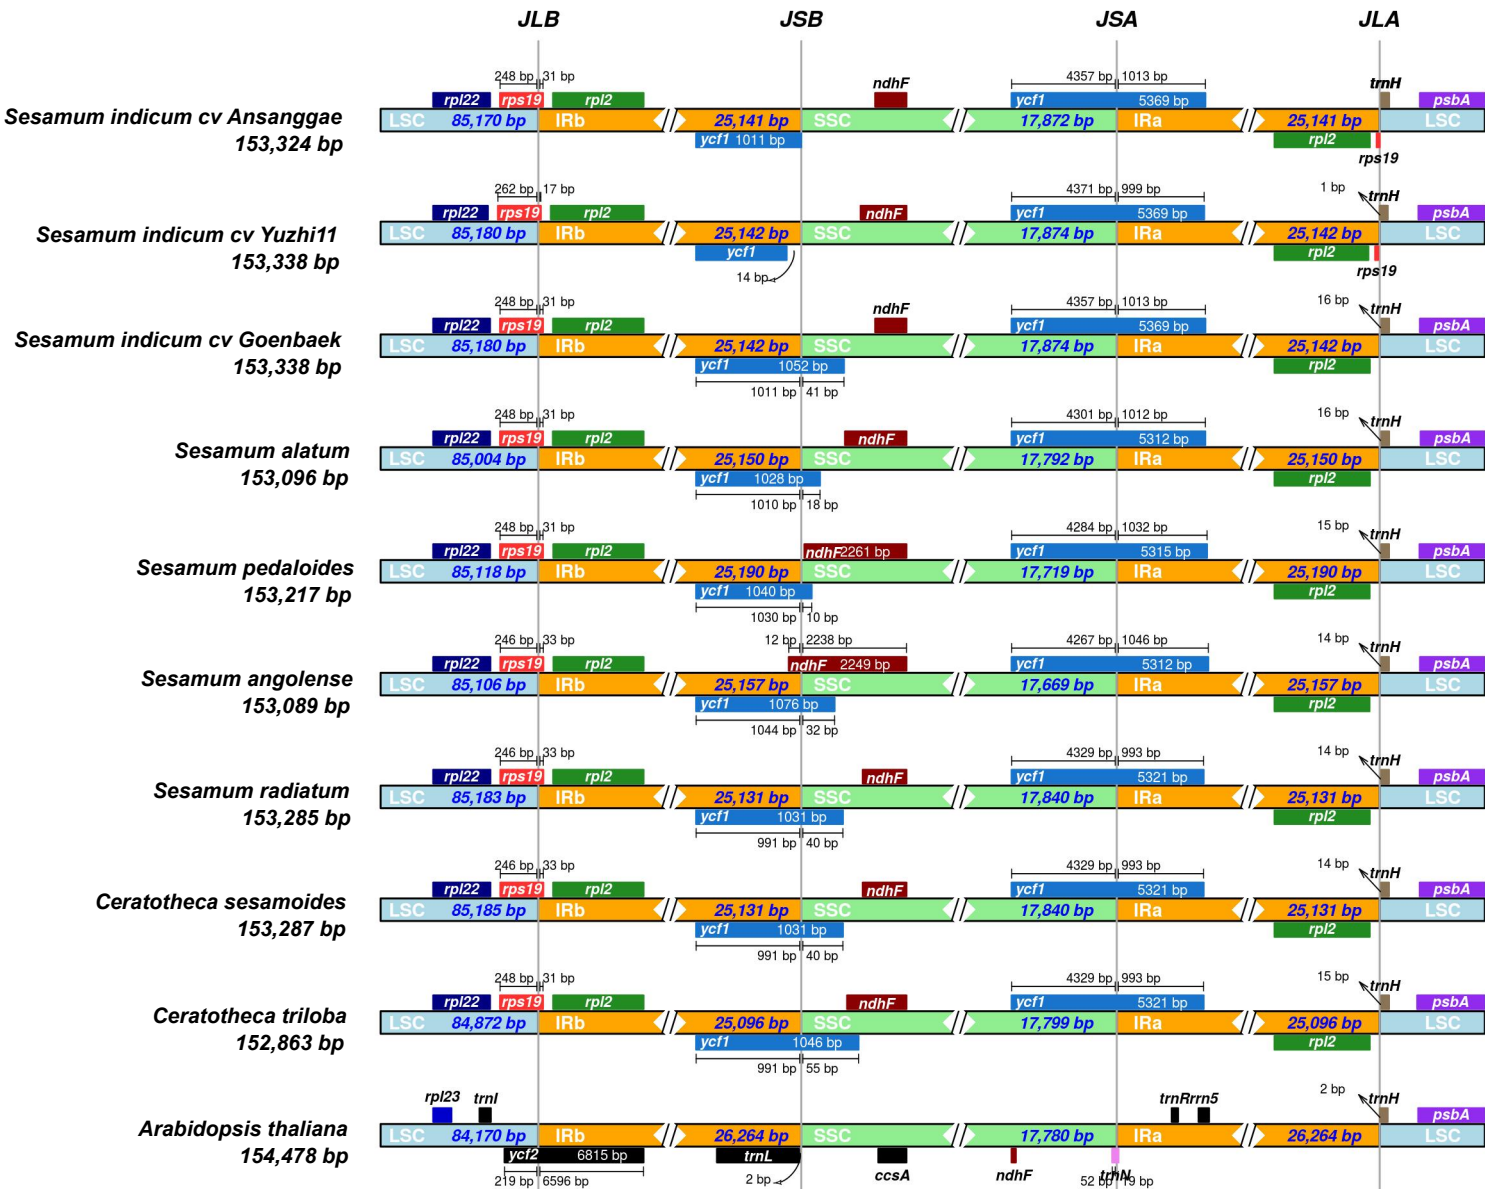 JLB JSB JSA JLA
248 bp 31 bp ndhF 4357 bp 1013 bp trnH
rpl22 rps19 rpl2 ycf1 5369 bp psbA
Sesamum indicum cv Ansanggae LSC 85,170 bp IRb 25,141 bp SSC 17,872 bp IRa 25,141 bp LSC
153,324 bp ycf1 1011 bp rpl2
rps19
262 bp 17 bp 4371 bp 999 bp 1 bp trnH
rpl22 rps19 rpl2 ndhF ycf1 5369 bp psbA
Sesamum indicum cv Yuzhi11 LSC 85,180 bp IRb 25,142 bp SSC 17,874 bp IRa 25,142 bp LSC
153,338 bp ycf1 rpl2
14 bp rps19
248 bp 31 bp ndhF 4357 bp 1013 bp 16 bp trnH
rpl22 rps19 rpl2 ycf1 5369 bp psbA
Sesamum indicum cv Goenbaek LSC 85,180 bp IRb 25,142 bp SSC 17,874 bp IRa 25,142 bp LSC
153,338 bp ycf1 1052 bp rpl2
1011 bp 41 bp
248 bp 31 bp 4301 bp 1012 bp 16 bp trnH
rpl22 rps19 rpl2 ndhF ycf1 5312 bp psbA
Sesamum alatum LSC 85,004 bp IRb 25,150 bp SSC 17,792 bp IRa 25,150 bp LSC
153,096 bp ycf1 1028 bp rpl2
1010 bp 18 bp
248 bp 31 bp 4284 bp 1032 bp 15 bp trnH
rpl22 rps19 rpl2 ndhF 2261 bp ycf1 5315 bp psbA
Sesamum pedaloides LSC 85,118 bp IRb 25,190 bp SSC 17,719 bp IRa 25,190 bp LSC
153,217 bp ycf1 1040 bp rpl2
1030 bp 10 bp
246 bp 33 bp 12 bp 2238 bp 4267 bp 1046 bp 14 bp trnH
rpl22 rps19 rpl2 ndhF 2249 bp ycf1 5312 bp psbA
Sesamum angolense LSC 85,106 bp IRb 25,157 bp SSC 17,669 bp IRa 25,157 bp LSC
153,089 bp ycf1 1076 bp rpl2
1044 bp 32 bp
246 bp 33 bp 4329 bp 993 bp 14 bp trnH
rpl22 rps19 rpl2 ndhF ycf1 5321 bp psbA
Sesamum radiatum LSC 85,183 bp IRb 25,131 bp SSC 17,840 bp IRa 25,131 bp LSC
153,285 bp ycf1 1031 bp rpl2
991 bp 40 bp
246 bp 33 bp 4329 bp 993 bp 14 bp trnH
rpl22 rps19 rpl2 ndhF ycf1 5321 bp psbA
Ceratotheca sesamoides LSC 85,185 bp IRb 25,131 bp SSC 17,840 bp IRa 25,131 bp LSC
153,287 bp ycf1 1031 bp rpl2
991 bp 40 bp
248 bp 31 bp 4329 bp 993 bp 15 bp trnH
rpl22 rps19 rpl2 ndhF ycf1 5321 bp psbA
Ceratotheca triloba LSC 84,872 bp IRb 25,096 bp SSC 17,799 bp IRa 25,096 bp LSC
152,863 bp ycf1 1046 bp rpl2
991 bp 55 bp
rpl23 trnI trnR rrn5 2 bp trnH
psbA
Arabidopsis thaliana LSC 84,170 bp IRb 26,264 bp SSC 17,780 bp IRa 26,264 bp LSC
154,478 bp ycf2 6815 bp trnL
219 bp 6596 bp 2 bp ccsA ndhF trnN
52 bp 19 bp